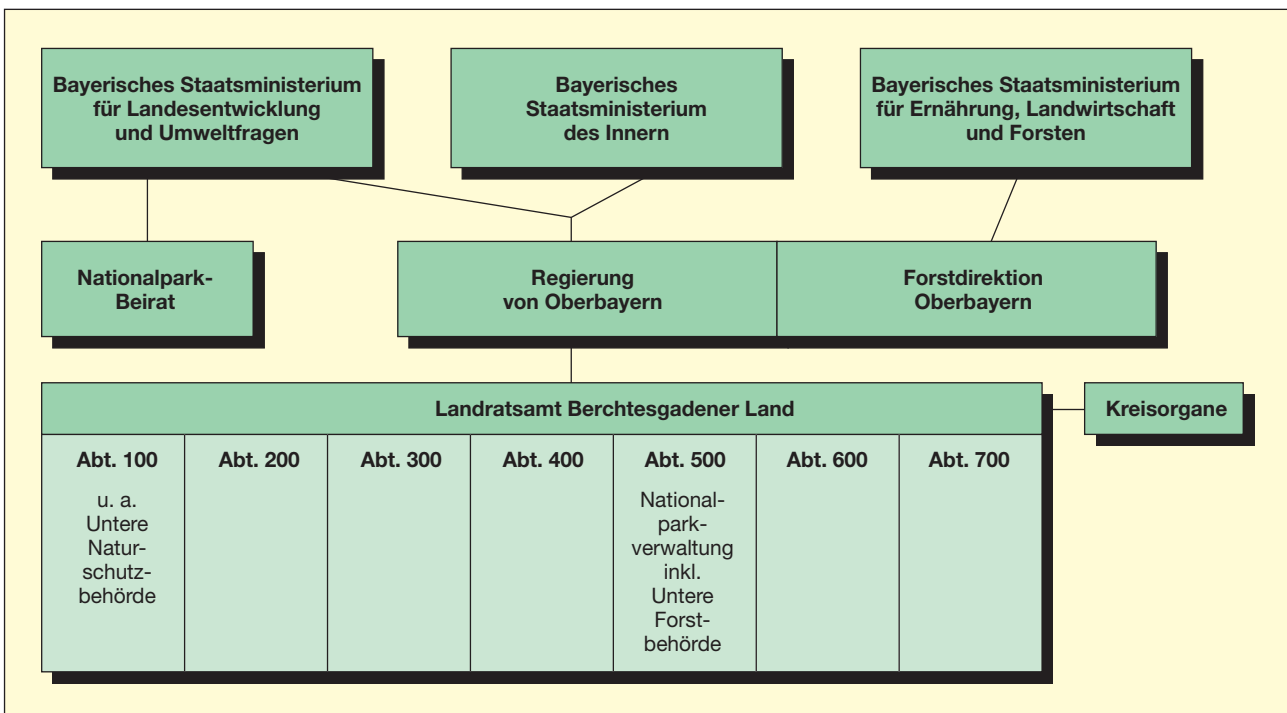 Bayerisches Staatsministerium
für Landesentwicklung
und Umweltfragen
Bayerisches
Staatsministerium
des Innern
Bayerisches Staatsministerium
für Ernährung, Landwirtschaft
und Forsten
Nationalpark-
Beirat
Regierung
von Oberbayern
Forstdirektion
Oberbayern
Landratsamt Berchtesgadener Land
Kreisorgane
Abt. 100
u. a.
Untere
Natur-
schutz-
behörde
Abt. 200
Abt. 300
Abt. 400
Abt. 500
National-
park-
verwaltung
inkl.
Untere
Forst-
behörde
Abt. 600
Abt. 700